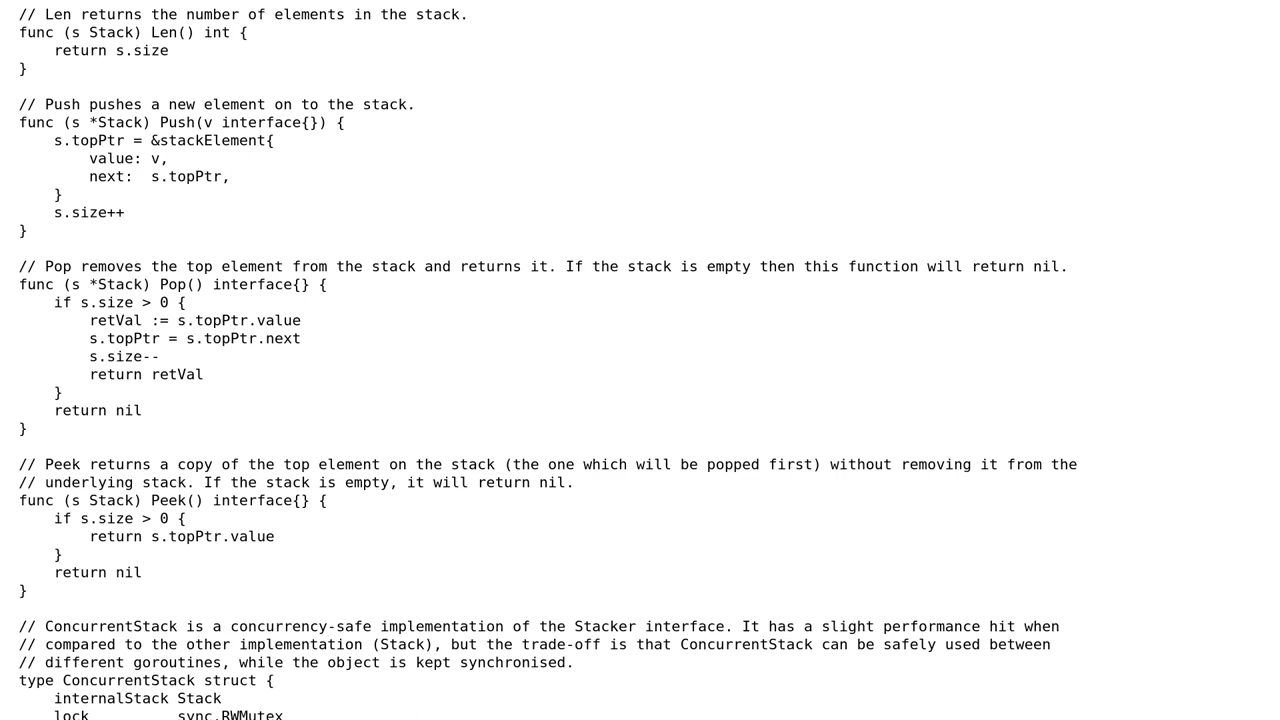 // Len returns the number of elements in the stack.
func (s Stack) Len() int {
    return s.size
}

// Push pushes a new element on to the stack.
func (s *Stack) Push(v interface{}) {
    s.topPtr = &stackElement{
        value: v,
        next:  s.topPtr,
    }
    s.size++
}

// Pop removes the top element from the stack and returns it. If the stack is empty then this function will return nil.
func (s *Stack) Pop() interface{} {
    if s.size > 0 {
        retVal := s.topPtr.value
        s.topPtr = s.topPtr.next
        s.size--
        return retVal
    }
    return nil
}

// Peek returns a copy of the top element on the stack (the one which will be popped first) without removing it from the
// underlying stack. If the stack is empty, it will return nil.
func (s Stack) Peek() interface{} {
    if s.size > 0 {
        return s.topPtr.value
    }
    return nil
}

// ConcurrentStack is a concurrency-safe implementation of the Stacker interface. It has a slight performance hit when
// compared to the other implementation (Stack), but the trade-off is that ConcurrentStack can be safely used between
// different goroutines, while the object is kept synchronised.
type ConcurrentStack struct {
    internalStack Stack
    lock          sync.RWMutex